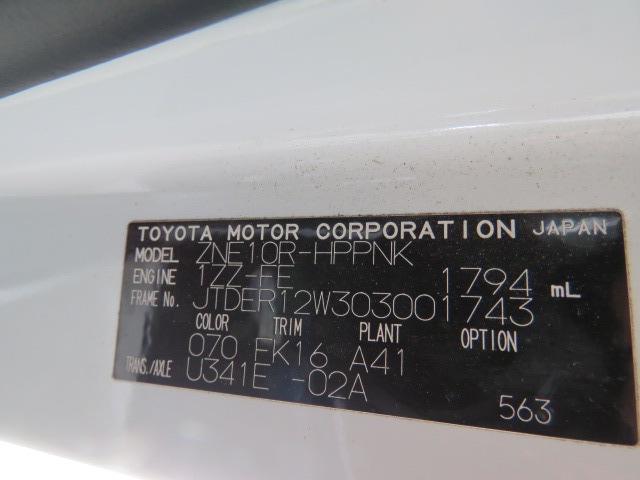 TOYOTA MOTOR CORPORATION JAPAN
MODEL ZNE10R-HPPNK
ENGINE 1ZZ-FE 1794 mL
FRAME No. JTDER12W303001743
COLOR TRIM PLANT OPTION
070 FK16 A41
TRANS./AXLE U341E -02A
563